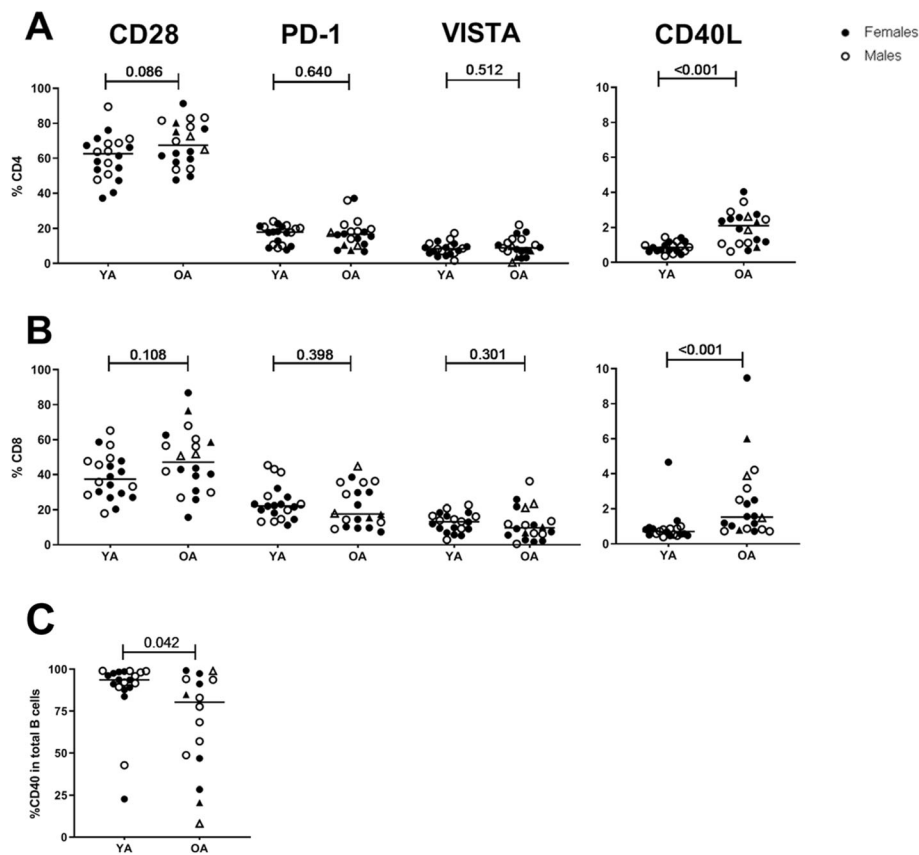 A
CD28 PD-1 VISTA CD40L
Females
Males
0.086 0.640 0.512 <0.001
% CD4
100
80
60
40
20
0
10
8
6
4
2
0
YA OA YA OA YA OA YA OA
B
0.108 0.398 0.301 <0.001
% CD8
100
80
60
40
20
0
10
8
6
4
2
0
YA OA YA OA YA OA YA OA
C
0.042
%CD40 in total B cells
100
75
50
25
0
YA OA